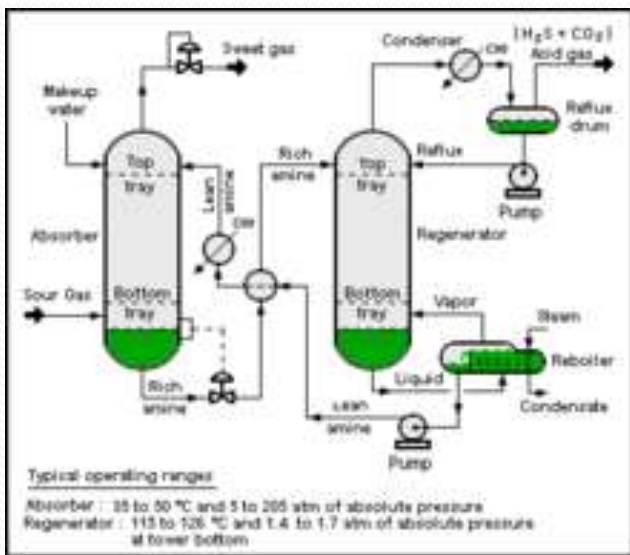 Sweet gas
(H₂S + CO₂)
Acid gas
Condenser
CW
Makeup
water
Reflux
drum
Top
tray
Lean
amine
Rich
amine
top
tray
Reflux
Pump
Absorber
CW
Regenerator
Sour Gas
Bottom
tray
Bottom
tray
Vapor
Steam
Reboiler
Rich
amine
Liquid
Condensate
Lean
amine
Pump
Typical operating ranges
Absorber : 35 to 50 °C and 5 to 205 atm of absolute pressure
Regenerator : 115 to 126 °C and 1.4 to 1.7 atm of absolute pressure
at tower bottom